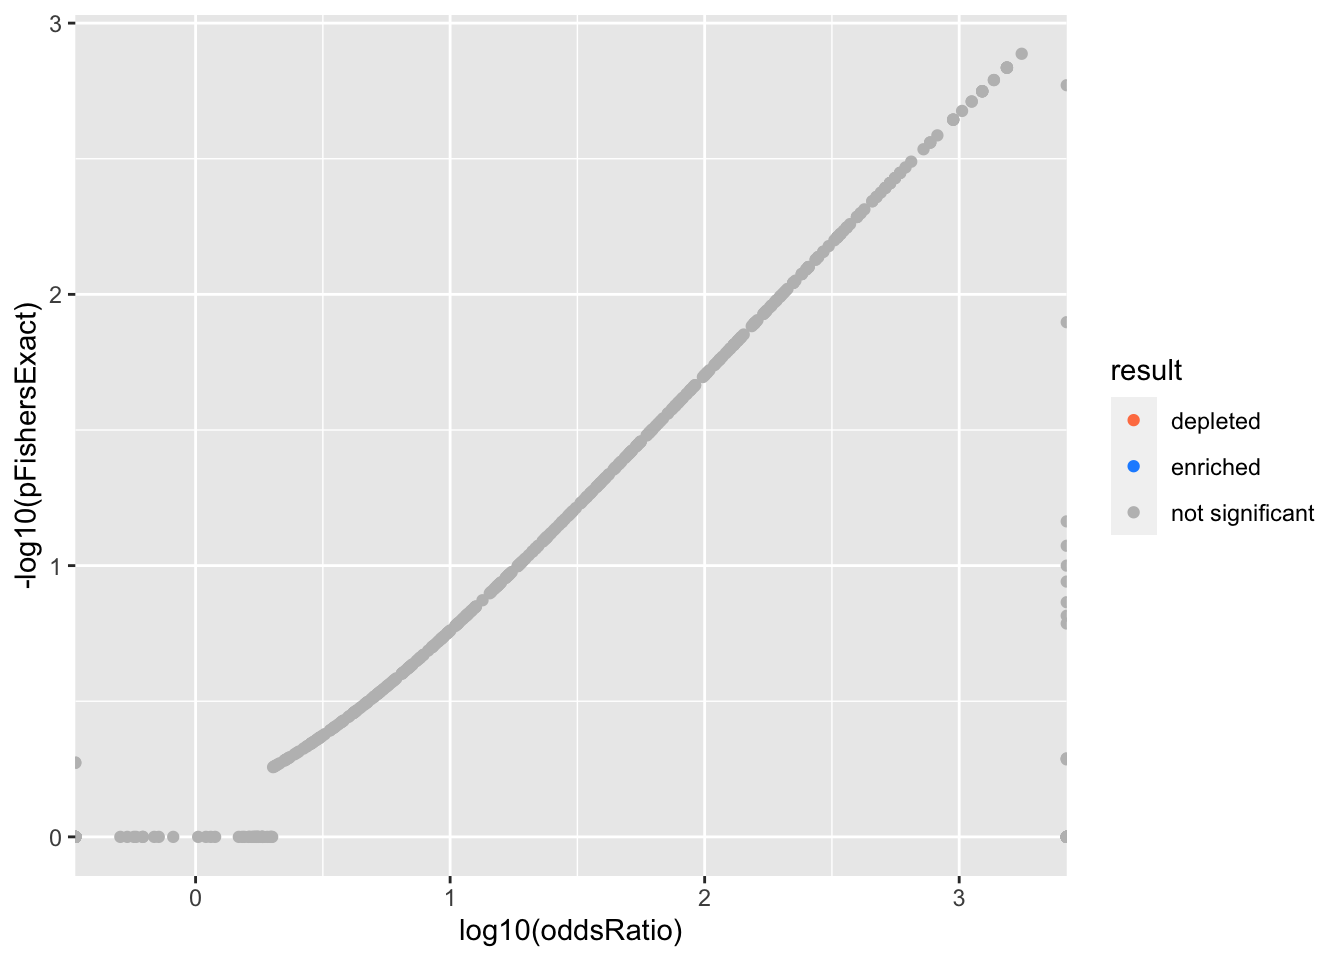 3
2
1
0
-log10(pFishersExact)
0
1
2
3
log10(oddsRatio)
result
depleted
enriched
not significant